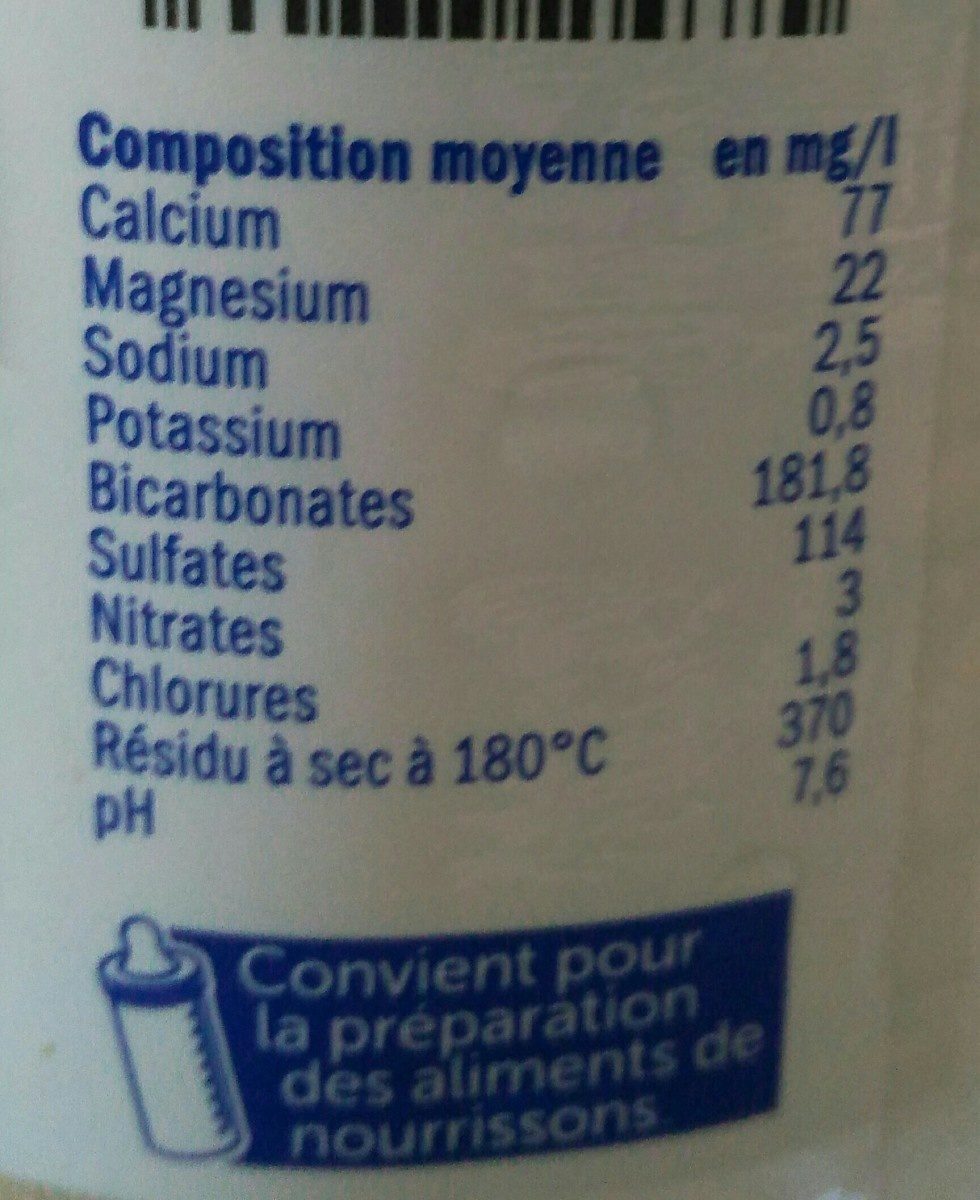 Composition moyenne en mg/l
Calcium 77
Magnesium 22
Sodium 2,5
Potassium 0,8
Bicarbonates 181,8
Sulfates 114
Nitrates 3
Chlorures 1,8
Résidu à sec à 180°C 370
pH 7,6
Convient pour
la préparation
des aliments de
nourrissons.